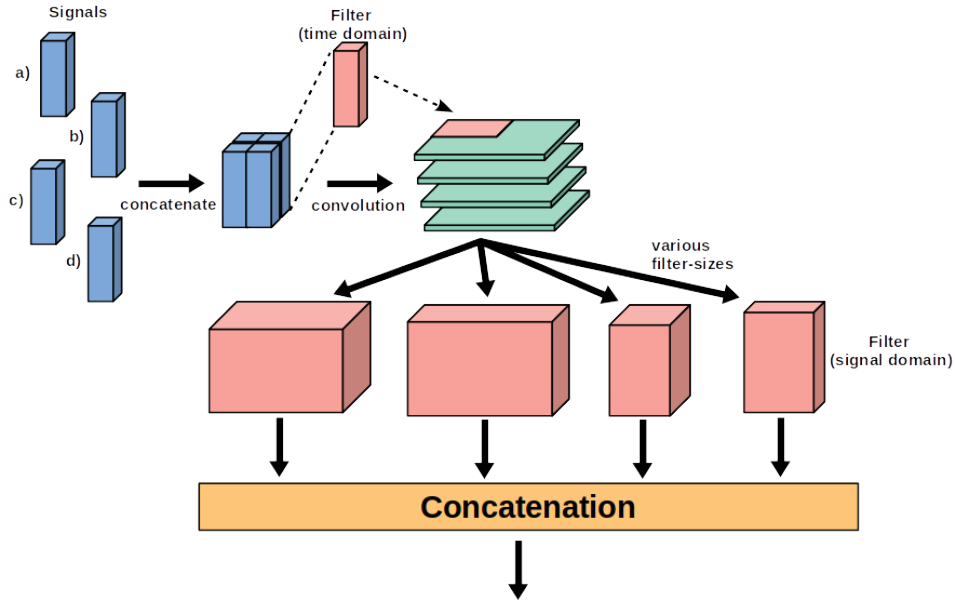 Signals
Filter
(time domain)
a)
b)
c)
d)
concatenate
convolution
various
filter-sizes
Filter
(signal domain)
Concatenation